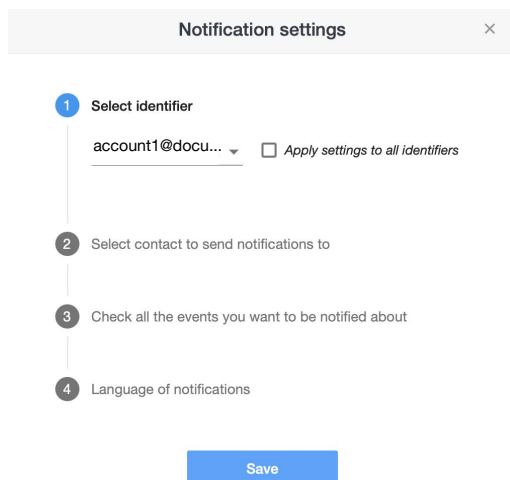 Notification settings ×
1 Select identifier
account1@docu... Apply settings to all identifiers
2 Select contact to send notifications to
3 Check all the events you want to be notified about
4 Language of notifications
Save